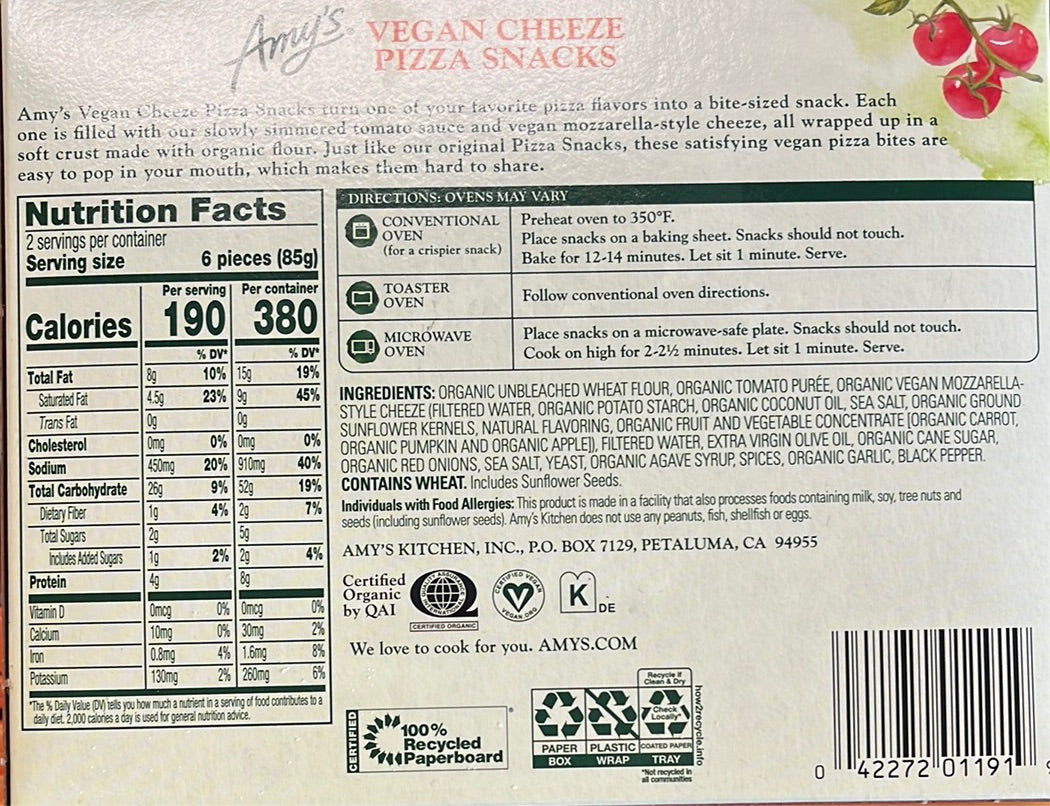 Amy's
VEGAN CHEEZE
PIZZA SNACKS
Amy's Vegan Cheeze Pizza Snacks turn one of your favorite pizza flavors into a bite-sized snack. Each
one is filled with our slowly simmered tomato sauce and vegan mozzarella-style cheeze, all wrapped up in a
soft crust made with organic flour. Just like our original Pizza Snacks, these satisfying vegan pizza bites are
easy to pop in your mouth, which makes them hard to share.
Nutrition Facts
2 servings per container
Serving size 6 pieces (85g)
Per serving Per container
Calories 190 380
% DV* % DV*
Total Fat 8g 10% 15g 19%
Saturated Fat 4.5g 23% 9g 45%
Trans Fat 0g 0g
Cholesterol 0mg 0% 0mg 0%
Sodium 450mg 20% 910mg 40%
Total Carbohydrate 26g 9% 52g 19%
Dietary Fiber 1g 4% 2g 7%
Total Sugars 2g 5g
Includes Added Sugars 1g 2% 2g 4%
Protein 4g 8g
Vitamin D 0mcg 0% 0mcg 0%
Calcium 10mg 0% 30mg 2%
Iron 0.8mg 4% 1.6mg 8%
Potassium 130mg 2% 260mg 6%
*The % Daily Value (DV) tells you how much a nutrient in a serving of food contributes to a
daily diet. 2,000 calories a day is used for general nutrition advice.
DIRECTIONS: OVENS MAY VARY
CONVENTIONAL
OVEN
(for a crispier snack)
Preheat oven to 350°F.
Place snacks on a baking sheet. Snacks should not touch.
Bake for 12-14 minutes. Let sit 1 minute. Serve.
TOASTER
OVEN
Follow conventional oven directions.
MICROWAVE
OVEN
Place snacks on a microwave-safe plate. Snacks should not touch.
Cook on high for 2-2½ minutes. Let sit 1 minute. Serve.
INGREDIENTS: ORGANIC UNBLEACHED WHEAT FLOUR, ORGANIC TOMATO PURÉE, ORGANIC VEGAN MOZZARELLA-
STYLE CHEEZE (FILTERED WATER, ORGANIC POTATO STARCH, ORGANIC COCONUT OIL, SEA SALT, ORGANIC GROUND
SUNFLOWER KERNELS, NATURAL FLAVORING, ORGANIC FRUIT AND VEGETABLE CONCENTRATE [ORGANIC CARROT,
ORGANIC PUMPKIN AND ORGANIC APPLE]), FILTERED WATER, EXTRA VIRGIN OLIVE OIL, ORGANIC CANE SUGAR,
ORGANIC RED ONIONS, SEA SALT, YEAST, ORGANIC AGAVE SYRUP, SPICES, ORGANIC GARLIC, BLACK PEPPER.
CONTAINS WHEAT. Includes Sunflower Seeds.
Individuals with Food Allergies: This product is made in a facility that also processes foods containing milk, soy, tree nuts and
seeds (including sunflower seeds). Amy's Kitchen does not use any peanuts, fish, shellfish or eggs.
AMY'S KITCHEN, INC., P.O. BOX 7129, PETALUMA, CA 94955
Certified
Organic
by QAI
QUALITY ASSURANCE
INTERNATIONAL
CERTIFIED ORGANIC
CERTIFIED VEGAN
VEGAN.ORG
K
DE
We love to cook for you. AMYS.COM
CERTIFIED
100%
Recycled
Paperboard
PAPER
BOX
PLASTIC
WRAP
Recycle if
Clean & Dry
Check
Locally*
COATED PAPER
TRAY
*Not recycled in
all communities
how2recycle.info
0 42272 01191 9